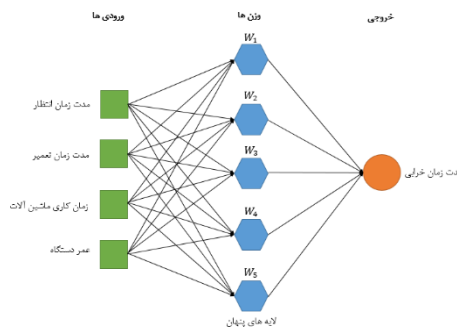 ورودی ها
وزن ها
خروجی
W1
مدت زمان انتظار
W2
مدت زمان تعمیر
W3
دت زمان خرابی
زمان کاری ماشین آلات
W4
عمر دستگاه
W5
لایه های پنهان